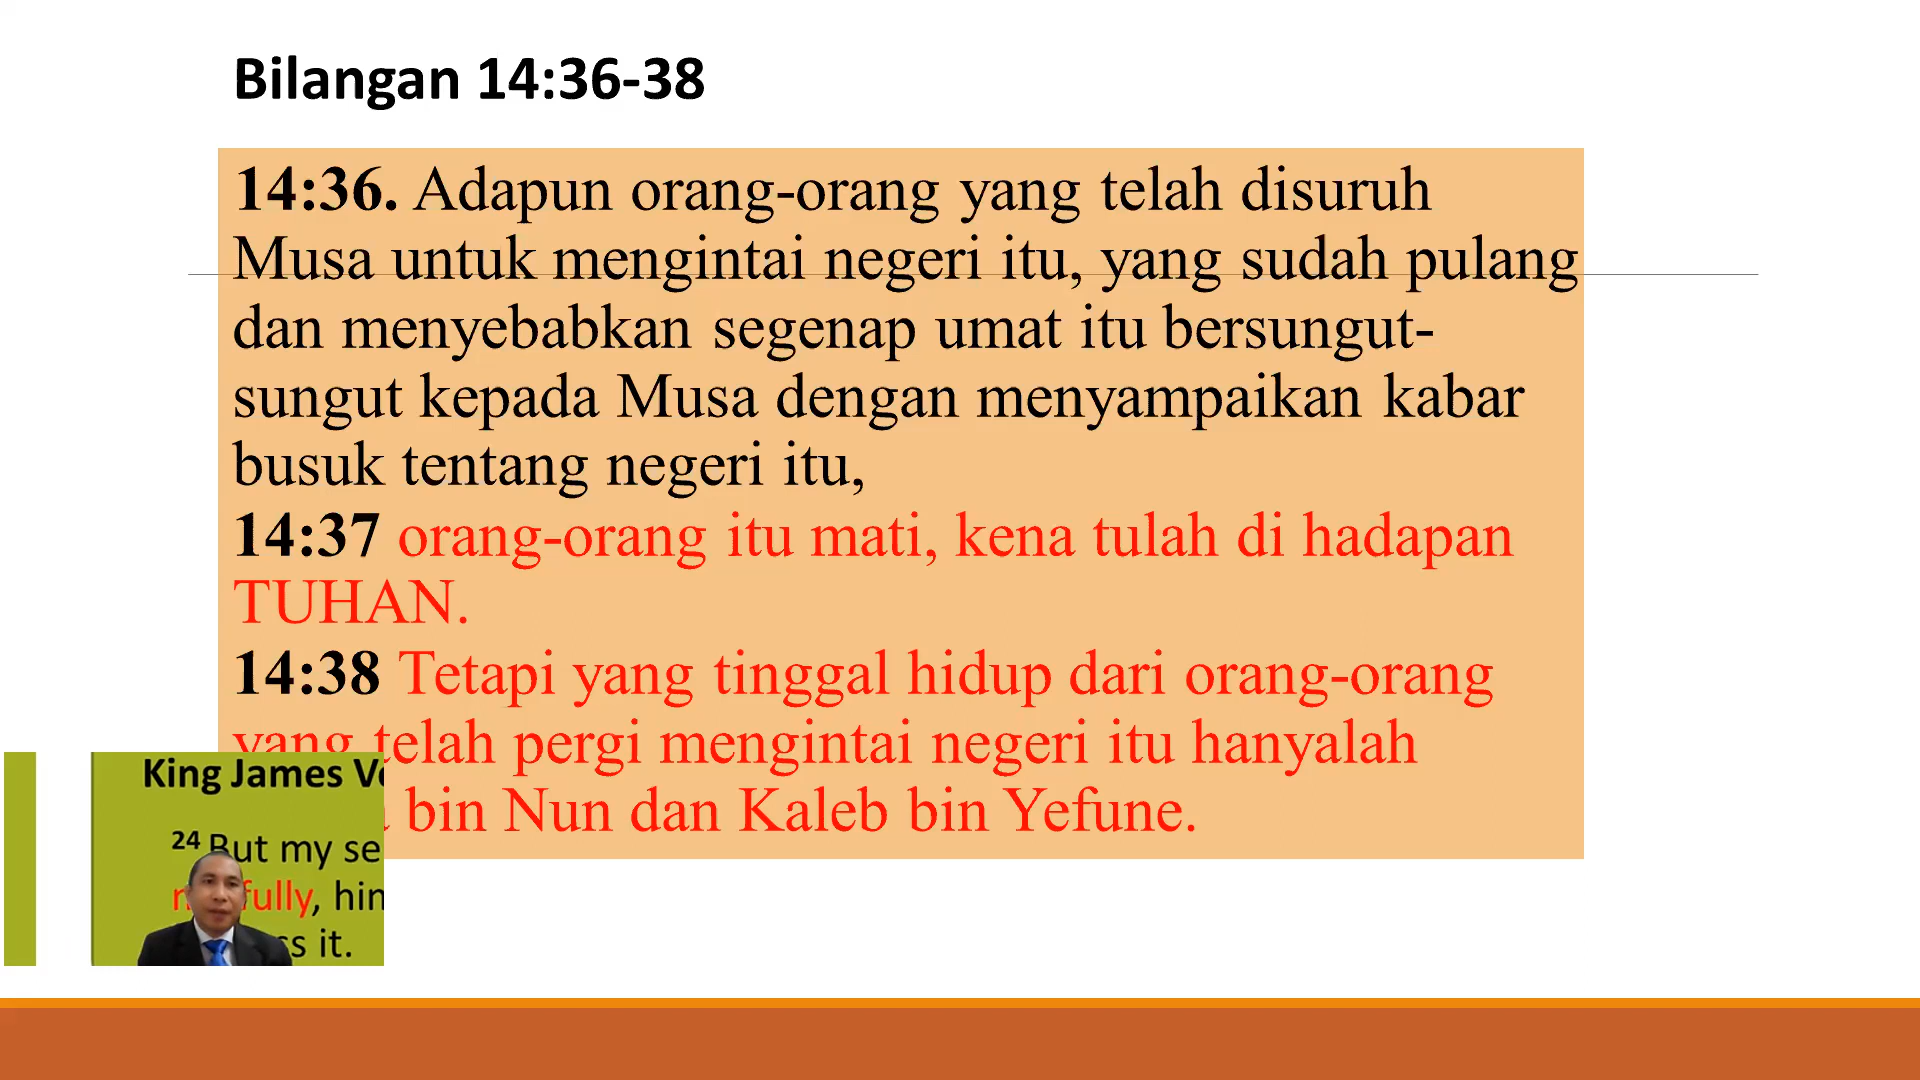 Bilangan 14:36-38
14:36. Adapun orang-orang yang telah disuruh
Musa untuk mengintai negeri itu, yang sudah pulang
dan menyebabkan segenap umat itu bersungut-
sungut kepada Musa dengan menyampaikan kabar
busuk tentang negeri itu,
14:37 orang-orang itu mati, kena tulah di hadapan
TUHAN.
14:38 Tetapi yang tinggal hidup dari orang-orang
yang telah pergi mengintai negeri itu hanyalah
bin Nun dan Kaleb bin Yefune.
King James Ve
24 But my se
fully, hin
s it.